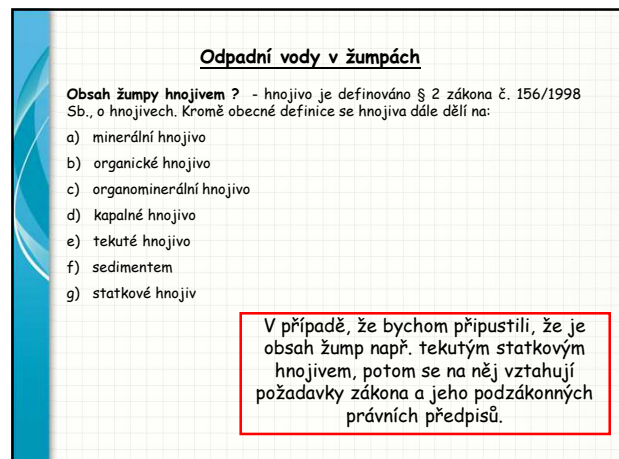 Odpadní vody v žumpách
Obsah žumpy hnojivem ? - hnojivo je definováno § 2 zákona č. 156/1998
Sb., o hnojivech. Kromě obecné definice se hnojiva dále dělí na:
a) minerální hnojivo
b) organické hnojivo
c) organominerální hnojivo
d) kapalné hnojivo
e) tekuté hnojivo
f) sedimentem
g) statkové hnojiv
V případě, že bychom připustili, že je
obsah žump např. tekutým statkovým
hnojivem, potom se na něj vztahují
požadavky zákona a jeho podzákonných
právních předpisů.